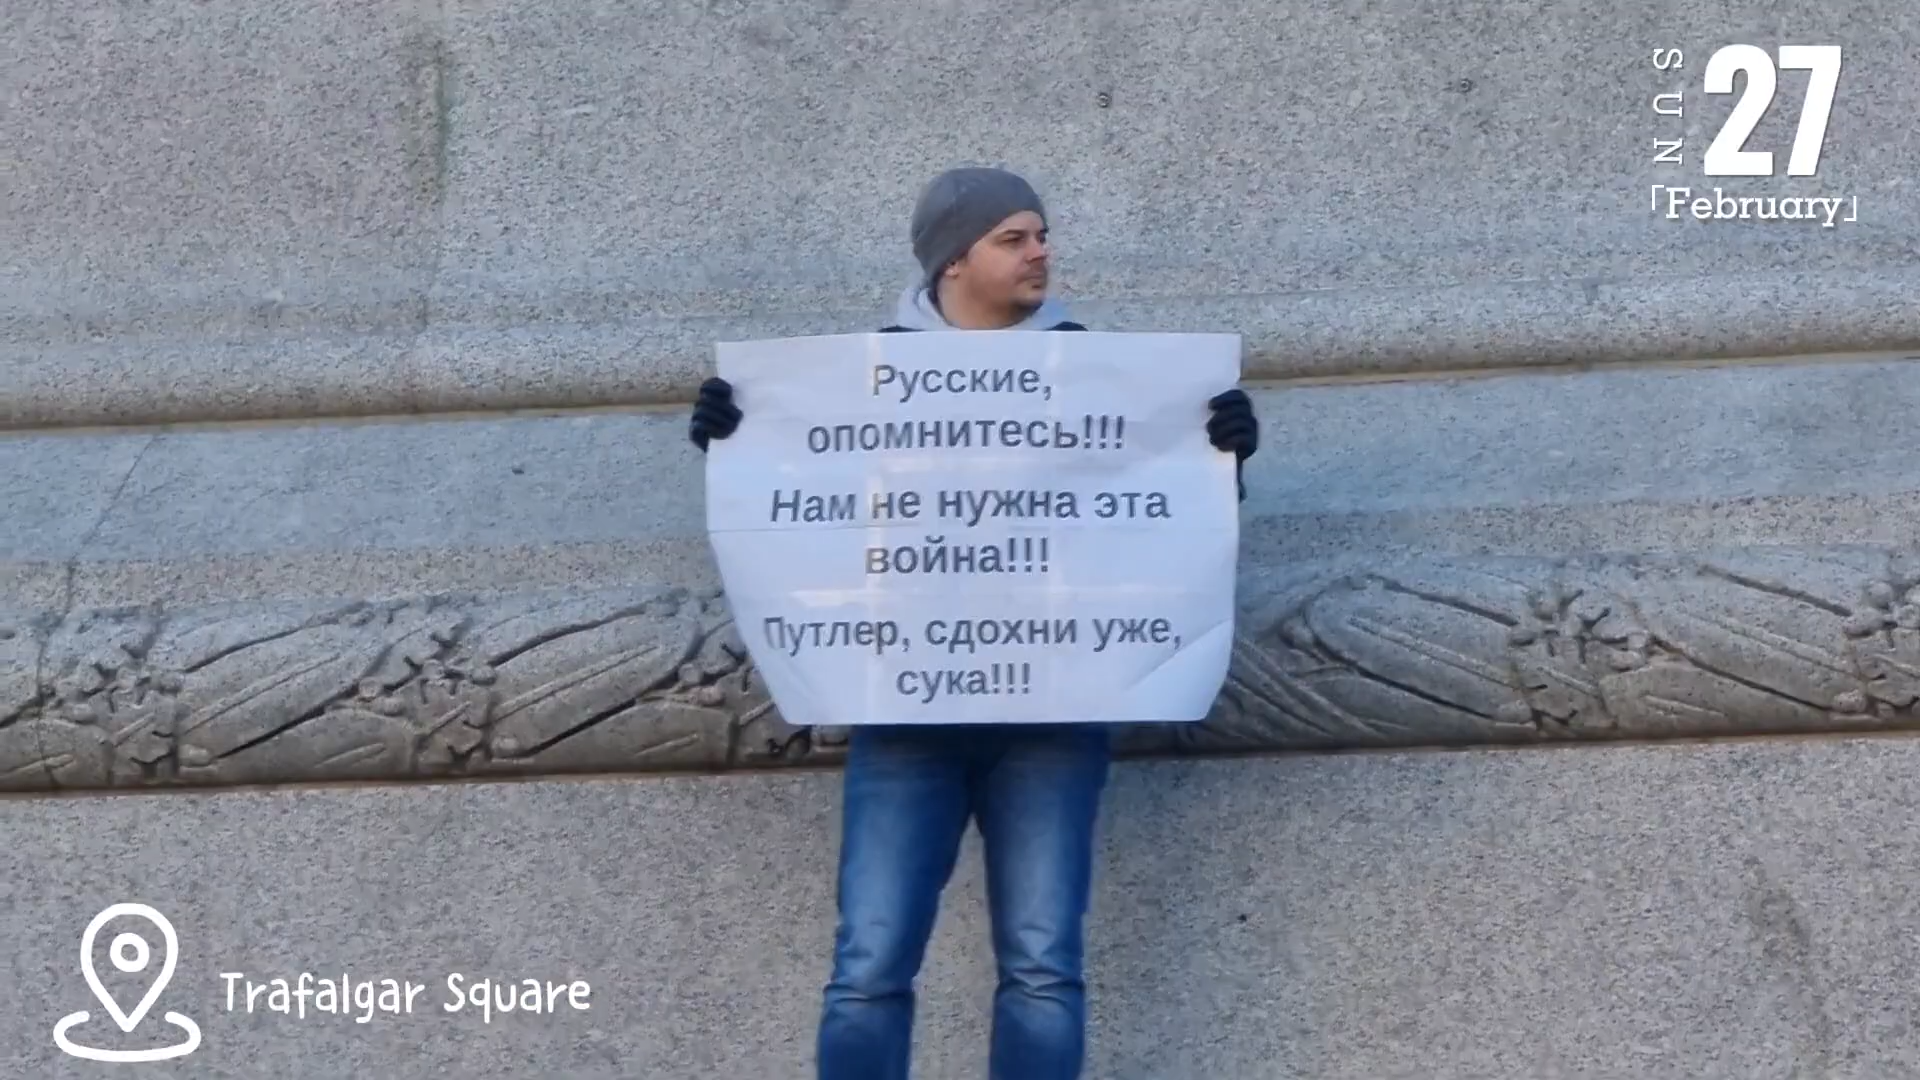 SUN
27
「February」
Русские,
опомнитесь!!!
Нам не нужна эта
война!!!
Путлер, сдохни уже,
сука!!!
Trafalgar Square